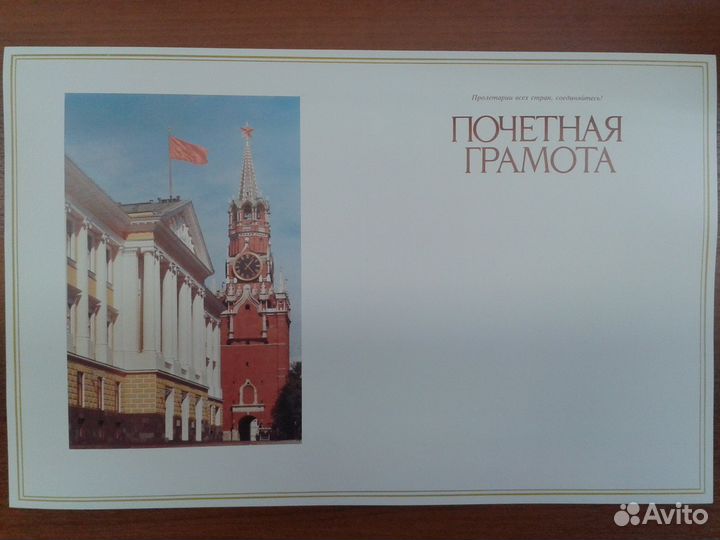 Пролетарии всех стран, соединяйтесь!
ПОЧЕТНАЯ
ГРАМОТА
Avito